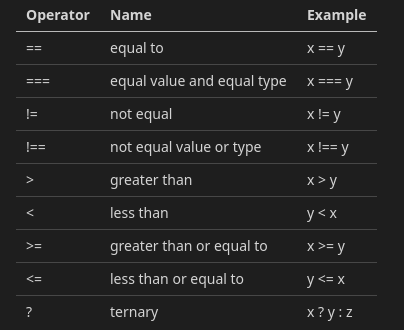 Operator Name Example
== equal to x == y
=== equal value and equal type x === y
!= not equal x != y
!== not equal value or type x !== y
> greater than x > y
< less than y < x
>= greater than or equal to x >= y
<= less than or equal to y <= x
? ternary x ? y : z